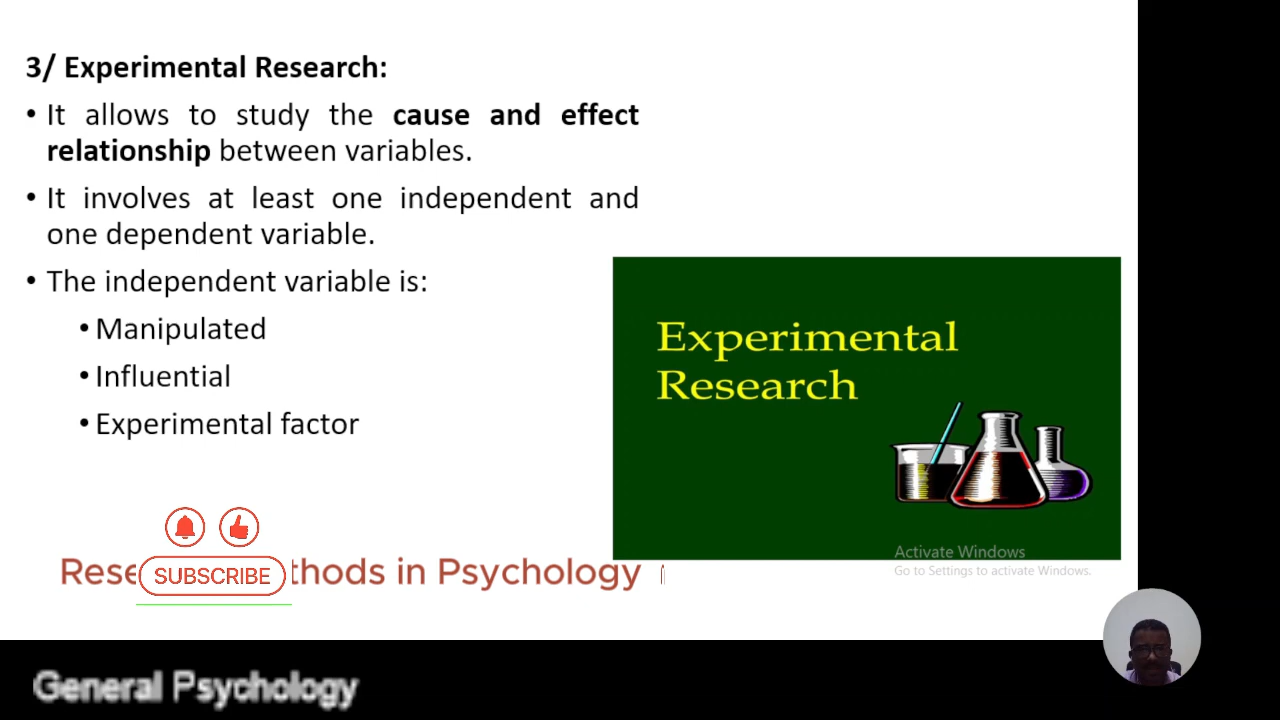 3/ Experimental Research:
• It allows to study the cause and effect
relationship between variables.
• It involves at least one independent and
one dependent variable.
• The independent variable is:
• Manipulated
• Influential
• Experimental factor
Experimental
Research
Activate Windows
Go to Settings to activate Windows.
SUBSCRIBE
thods in Psychology
General Psychology